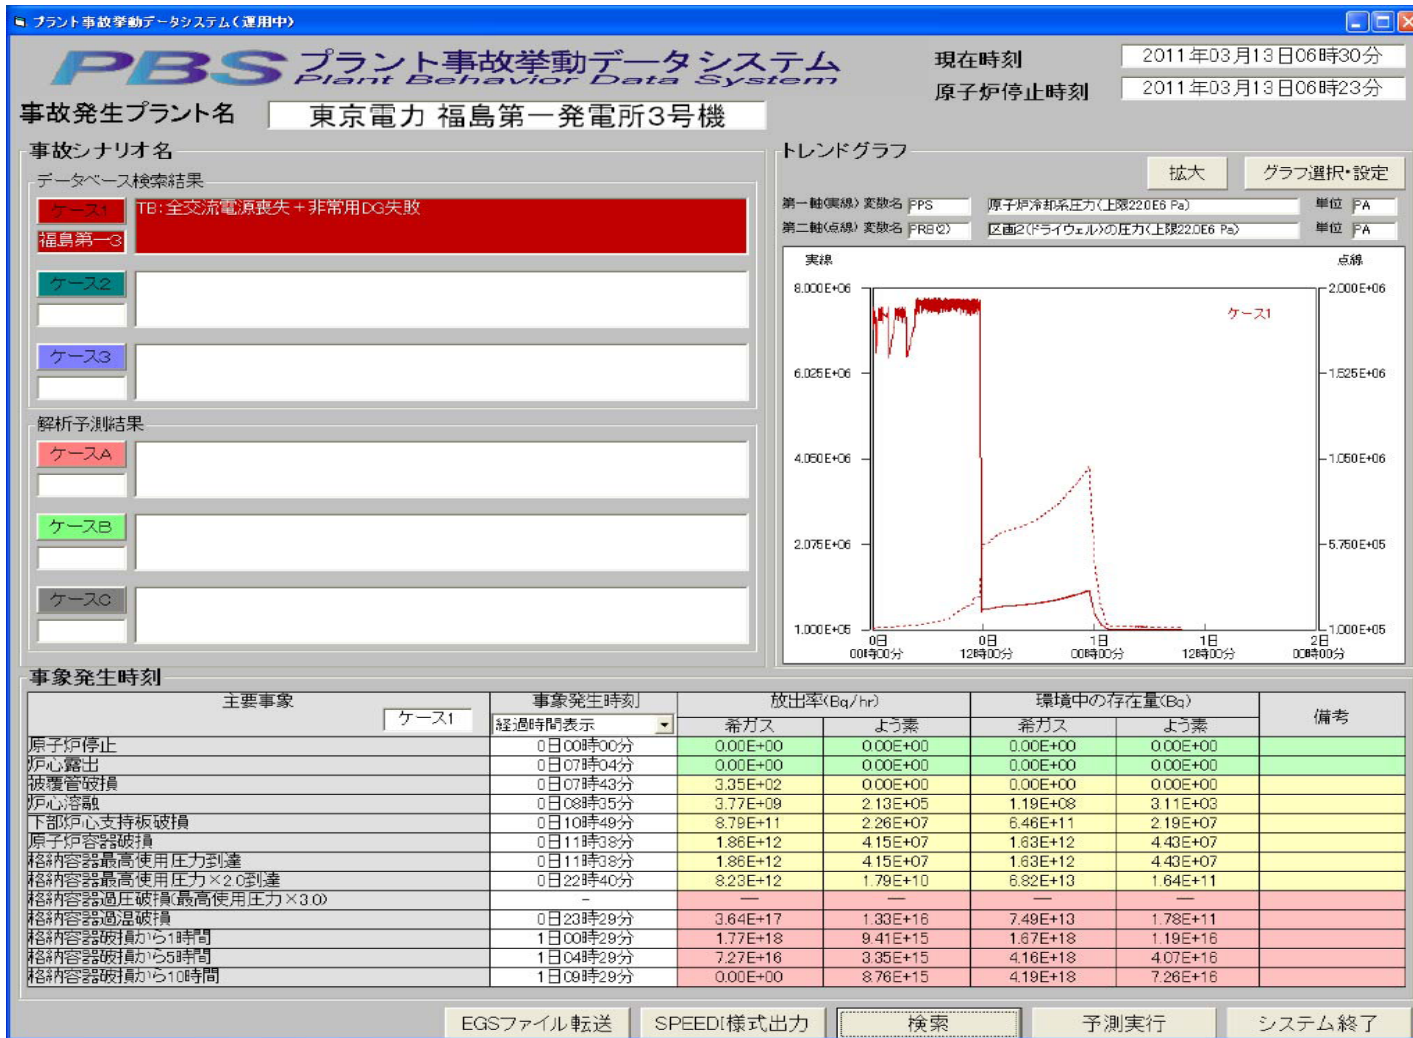 プラント事故挙動データシステム(運用中)
PBS プラント事故挙動データシステム
Plant Behavior Data System
現在時刻 2011年03月13日06時30分
原子炉停止時刻 2011年03月13日06時23分
事故発生プラント名 東京電力 福島第一発電所3号機
事故シナリオ名
データベース検索結果
ケース1 TB:全交流電源喪失+非常用DG失敗
福島第一3
ケース2
ケース3
解析予測結果
ケースA
ケースB
ケースC
トレンドグラフ
拡大 グラフ選択・設定
第一軸(実線) 変数名 PPS 原子炉冷却系圧力(上限22.0E6 Pa) 単位 PA
第二軸(点線) 変数名 PRB(2) 区画2(ドライウェル)の圧力(上限22.0E6 Pa) 単位 PA
実線 点線
8.000E+06 2.000E+06
ケース1
6.025E+06 1.525E+06
4.050E+06 1.050E+06
2.075E+06 5.750E+05
1.000E+05 1.000E+05
0日 0日 1日 1日 2日
00時00分 12時00分 00時00分 12時00分 00時00分
事象発生時刻
主要事象 ケース1 事象発生時刻 放出率(Bq/hr) 環境中の存在量(Bq) 備考
経過時間表示 希ガス よう素 希ガス よう素
原子炉停止 0日00時00分 0.00E+00 0.00E+00 0.00E+00 0.00E+00
炉心露出 0日07時04分 0.00E+00 0.00E+00 0.00E+00 0.00E+00
被覆管破損 0日07時43分 3.35E+02 0.00E+00 0.00E+00 0.00E+00
炉心溶融 0日08時35分 3.77E+09 2.13E+05 1.19E+08 3.11E+03
下部炉心支持板破損 0日10時49分 8.79E+11 2.26E+07 6.46E+11 2.19E+07
原子炉容器破損 0日11時38分 1.86E+12 4.15E+07 1.63E+12 4.43E+07
格納容器最高使用圧力到達 0日11時38分 1.86E+12 4.15E+07 1.63E+12 4.43E+07
格納容器最高使用圧力×2.0到達 0日22時40分 8.23E+12 1.79E+10 6.82E+13 1.64E+11
格納容器過圧破損(最高使用圧力×3.0) - — — — —
格納容器過温破損 0日23時29分 3.64E+17 1.33E+16 7.49E+13 1.78E+11
格納容器破損から1時間 1日00時29分 1.77E+18 9.41E+15 1.67E+18 1.19E+16
格納容器破損から5時間 1日04時29分 7.27E+16 3.35E+15 4.16E+18 4.07E+16
格納容器破損から10時間 1日09時29分 0.00E+00 8.76E+15 4.19E+18 7.26E+16
EGSファイル転送 SPEEDI様式出力 検索 予測実行 システム終了